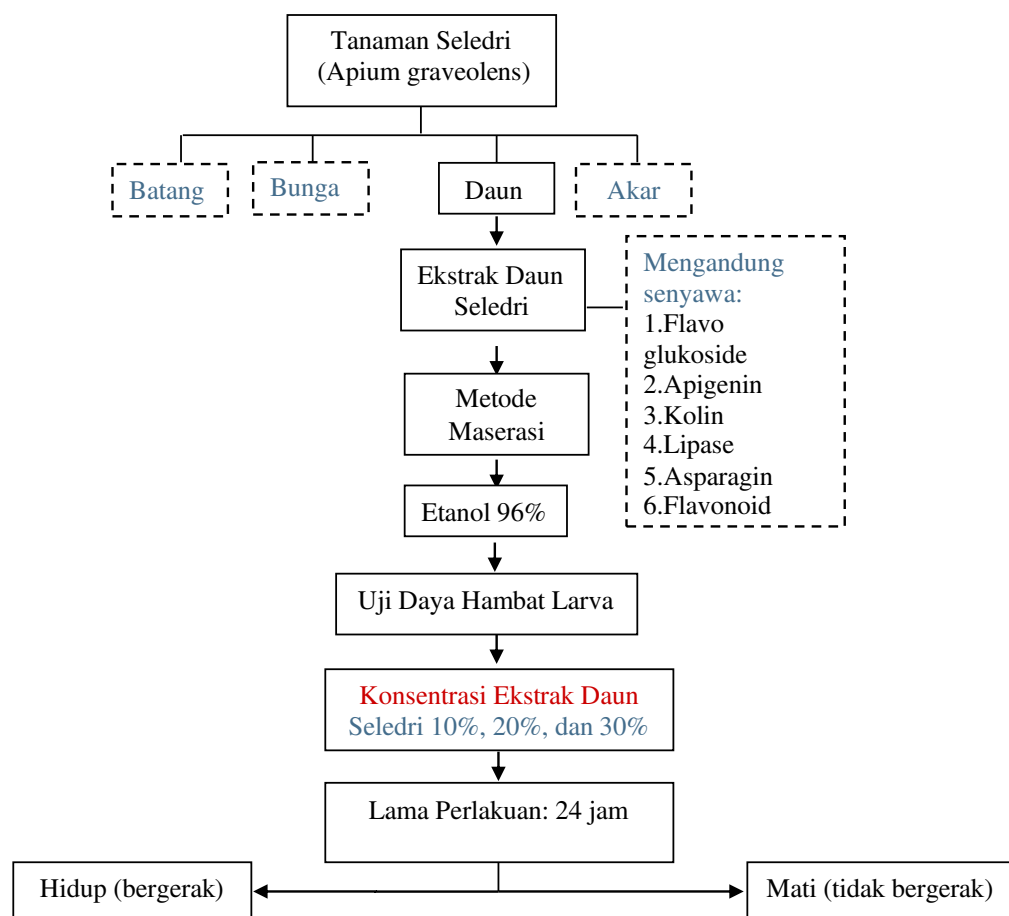 Tanaman Seledri
(Apium graveolens)
Batang
Bunga
Daun
Akar
Ekstrak Daun
Seledri
Mengandung
senyawa:
1.Flavo
glukoside
2.Apigenin
3.Kolin
4.Lipase
5.Asparagin
6.Flavonoid
Metode
Maserasi
Etanol 96%
Uji Daya Hambat Larva
Konsentrasi Ekstrak Daun
Seledri 10%, 20%, dan 30%
Lama Perlakuan: 24 jam
Hidup (bergerak)
Mati (tidak bergerak)